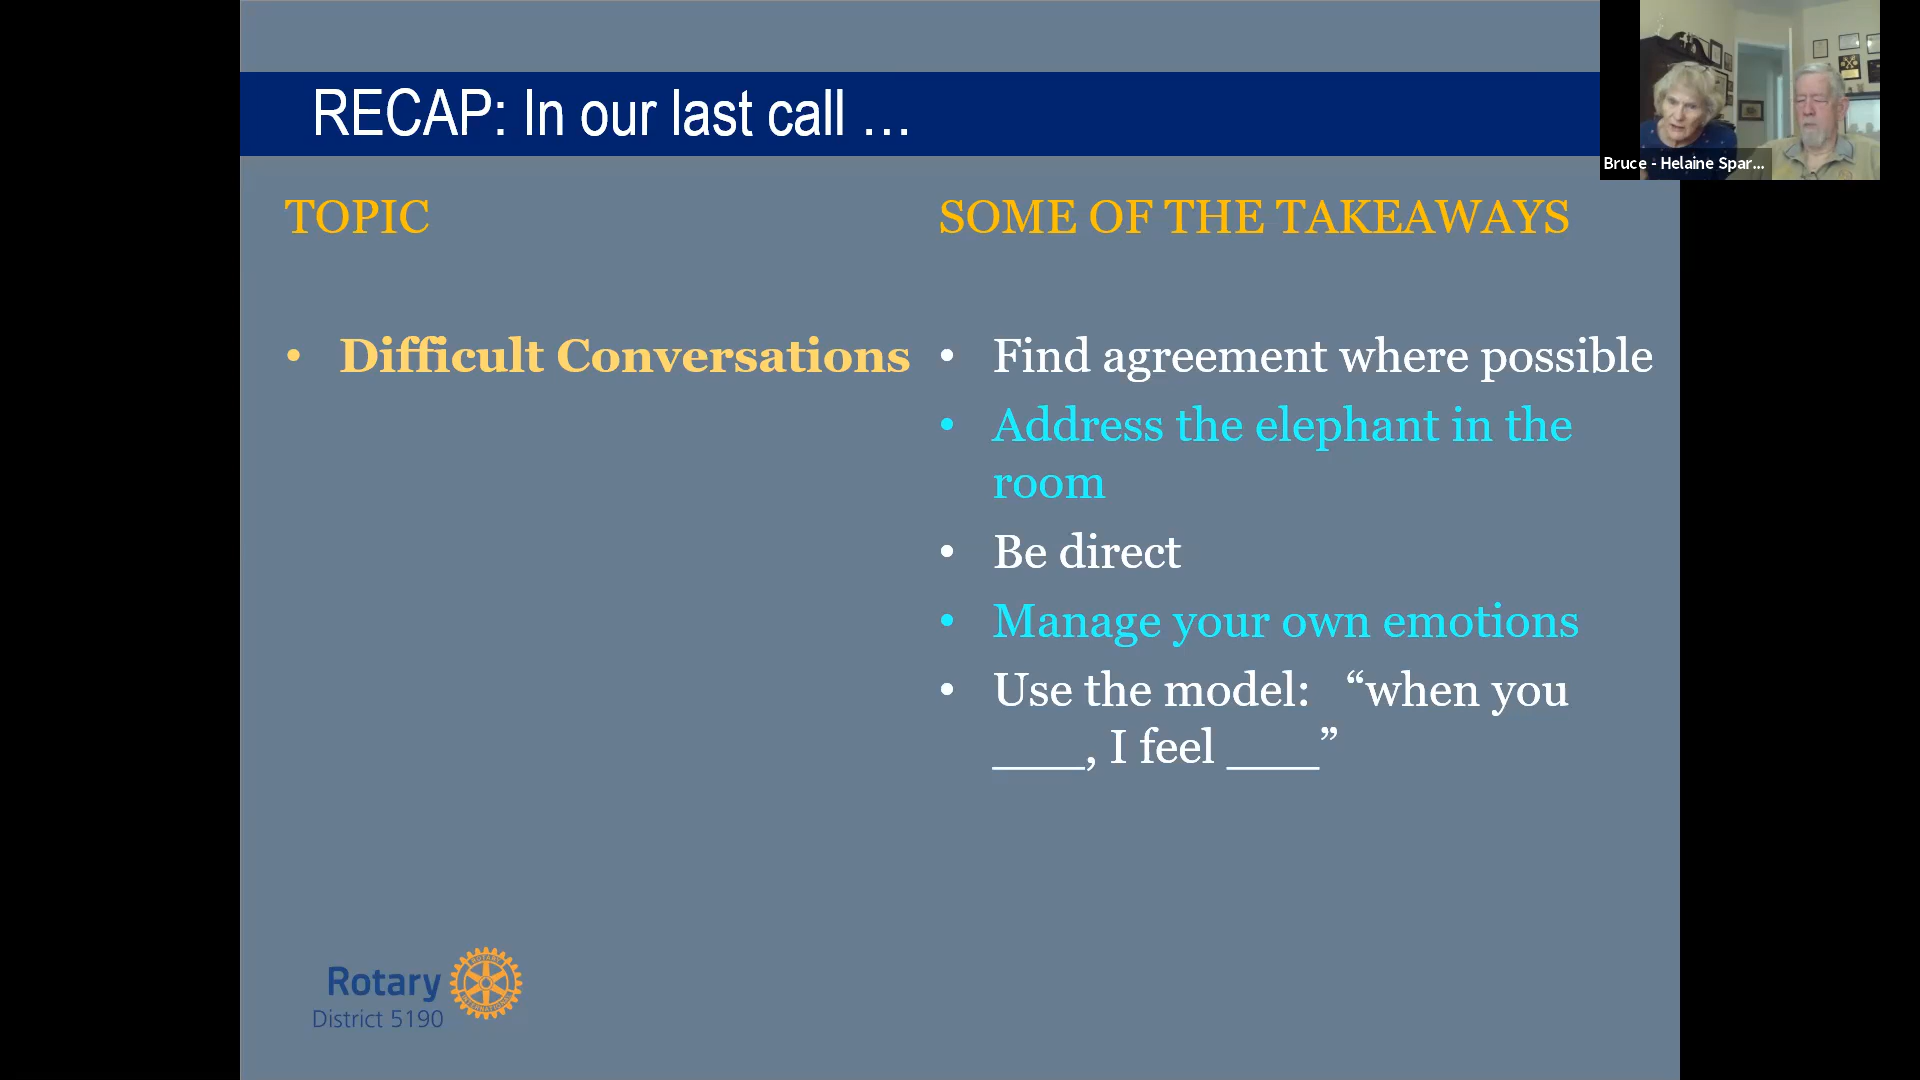 RECAP: In our last call …
Bruce - Helaine Spar...
TOPIC
SOME OF THE TAKEAWAYS
• Difficult Conversations
• Find agreement where possible
• Address the elephant in the
room
• Be direct
• Manage your own emotions
• Use the model:   “when you
____, I feel ____”
Rotary
District 5190
ROTARY
INTERNATIONAL